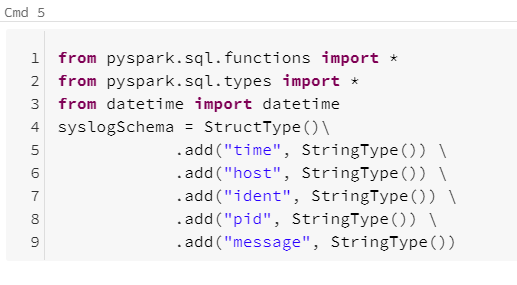 Cmd 5
1 from pyspark.sql.functions import *
2 from pyspark.sql.types import *
3 from datetime import datetime
4 syslogSchema = StructType()\
5             .add("time", StringType()) \
6             .add("host", StringType()) \
7             .add("ident", StringType()) \
8             .add("pid", StringType()) \
9             .add("message", StringType())